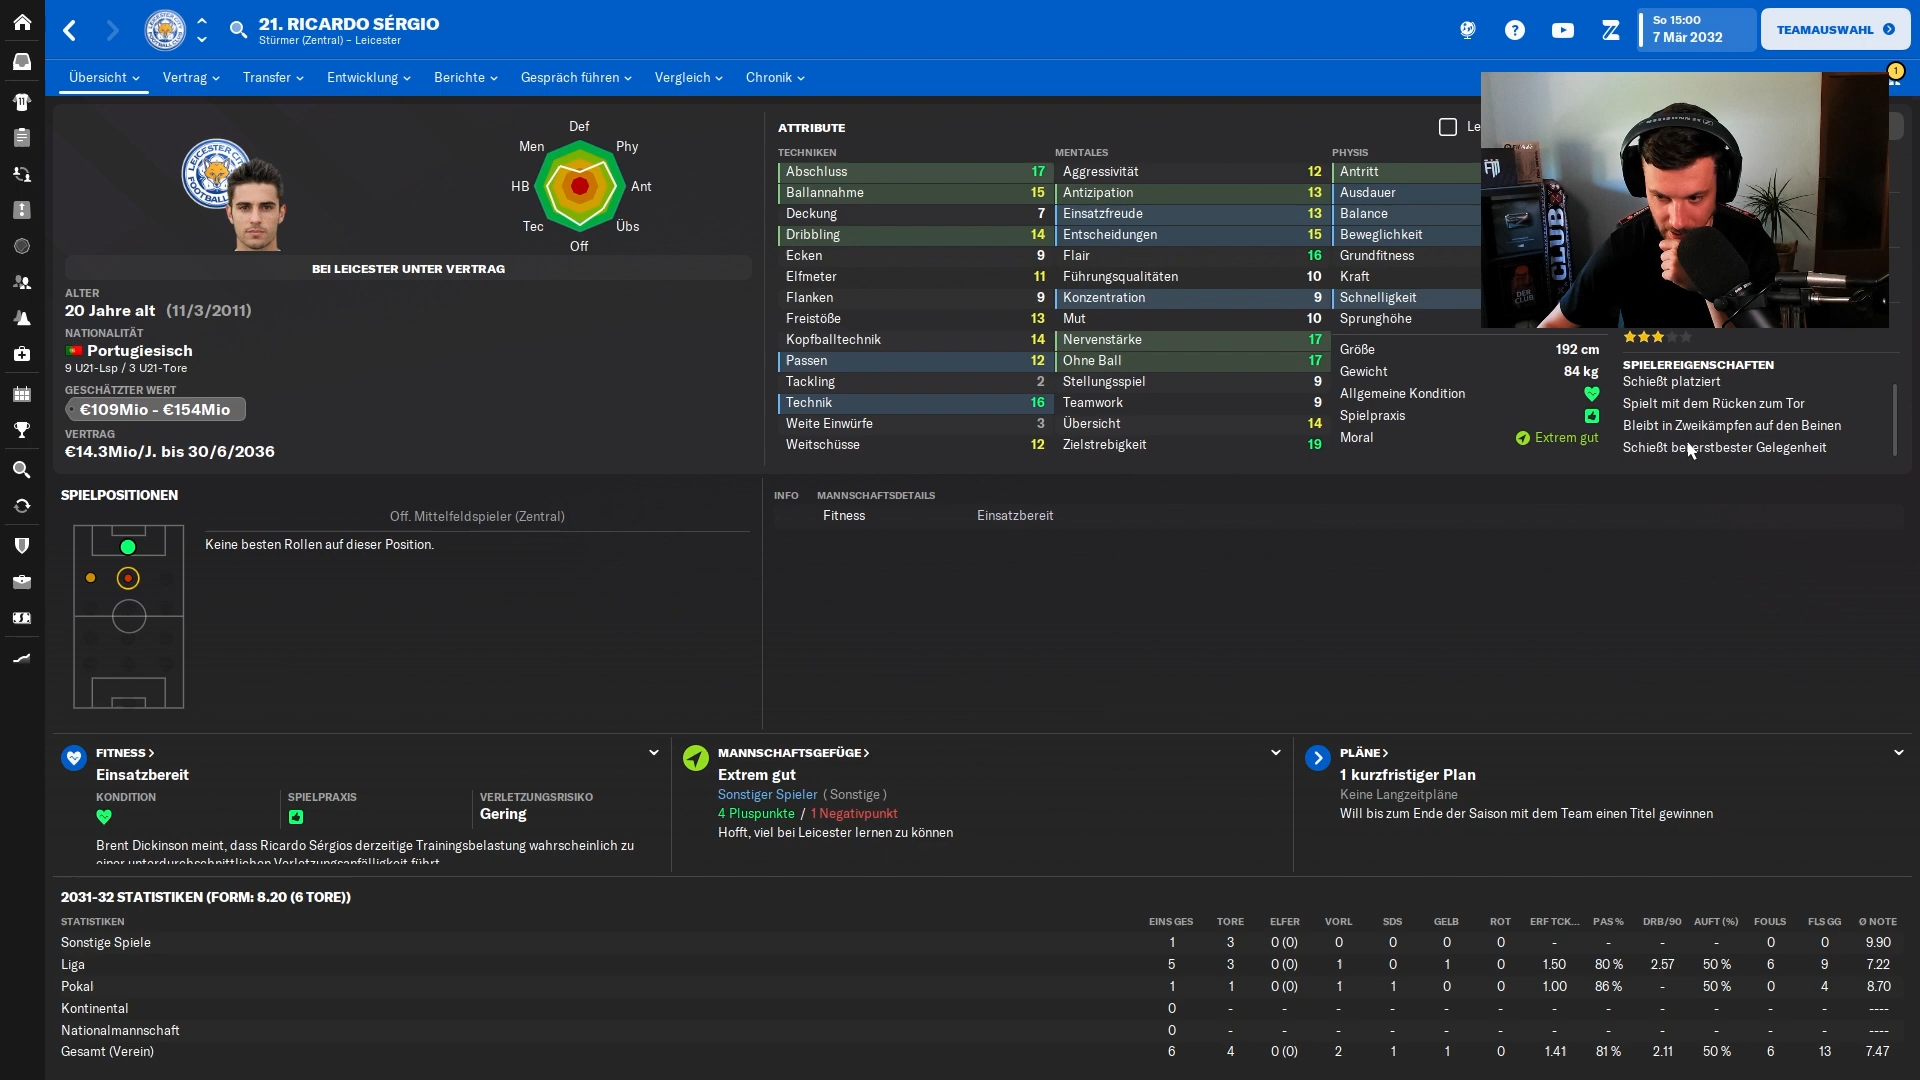 21. RICARDO SÉRGIO
Stürmer (Zentral) – Leicester
So 15:00
7 Mär 2032
TEAMAUSWAHL
Übersicht
Vertrag
Transfer
Entwicklung
Berichte
Gespräch führen
Vergleich
Chronik
1
Def
Men
Phy
HB
Ant
Tec
Übs
Off
BEI LEICESTER UNTER VERTRAG
ALTER
20 Jahre alt (11/3/2011)
NATIONALITÄT
Portugiesisch
9 U21-Lsp / 3 U21-Tore
GESCHÄTZTER WERT
€109Mio - €154Mio
VERTRAG
€14.3Mio/J. bis 30/6/2036
ATTRIBUTE
Le
TECHNIKEN
Abschluss 17
Ballannahme 15
Deckung 7
Dribbling 14
Ecken 9
Elfmeter 11
Flanken 9
Freistöße 13
Kopfballtechnik 14
Passen 12
Tackling 2
Technik 16
Weite Einwürfe 3
Weitschüsse 12
MENTALES
Aggressivität 12
Antizipation 13
Einsatzfreude 13
Entscheidungen 15
Flair 16
Führungsqualitäten 10
Konzentration 9
Mut 10
Nervenstärke 17
Ohne Ball 17
Stellungsspiel 9
Teamwork 9
Übersicht 14
Zielstrebigkeit 19
PHYSIS
Antritt
Ausdauer
Balance
Beweglichkeit
Grundfitness
Kraft
Schnelligkeit
Sprunghöhe
Größe 192 cm
Gewicht 84 kg
Allgemeine Kondition
Spielpraxis
Moral Extrem gut
CLUB
DER CLUB
SPIELEREIGENSCHAFTEN
Schießt platziert
Spielt mit dem Rücken zum Tor
Bleibt in Zweikämpfen auf den Beinen
Schießt bei erstbester Gelegenheit
SPIELPOSITIONEN
Off. Mittelfeldspieler (Zentral)
Keine besten Rollen auf dieser Position.
INFO MANNSCHAFTSDETAILS
Fitness Einsatzbereit
FITNESS
Einsatzbereit
KONDITION
SPIELPRAXIS
VERLETZUNGSRISIKO
Gering
Brent Dickinson meint, dass Ricardo Sérgios derzeitige Trainingsbelastung wahrscheinlich zu
einer unterdurchschnittlichen Verletzungsanfälligkeit führt.
MANNSCHAFTSGEFÜGE
Extrem gut
Sonstiger Spieler ( Sonstige )
4 Pluspunkte / 1 Negativpunkt
Hofft, viel bei Leicester lernen zu können
PLÄNE
1 kurzfristiger Plan
Keine Langzeitpläne
Will bis zum Ende der Saison mit dem Team einen Titel gewinnen
2031-32 STATISTIKEN (FORM: 8.20 (6 TORE))
STATISTIKEN EINS GES TORE ELFER VORL SDS GELB ROT ERF TCK... PAS % DRB/90 AUFT (%) FOULS FLS GG Ø NOTE
Sonstige Spiele 1 3 0 (0) 0 0 0 0 - - - - 0 0 9.90
Liga 5 3 0 (0) 1 0 1 0 1.50 80 % 2.57 50 % 6 9 7.22
Pokal 1 1 0 (0) 1 1 0 0 1.00 86 % - 50 % 0 4 8.70
Kontinental 0 - - - - - - - - - - - - ----
Nationalmannschaft 0 - - - - - - - - - - - - ----
Gesamt (Verein) 6 4 0 (0) 2 1 1 0 1.41 81 % 2.11 50 % 6 13 7.47